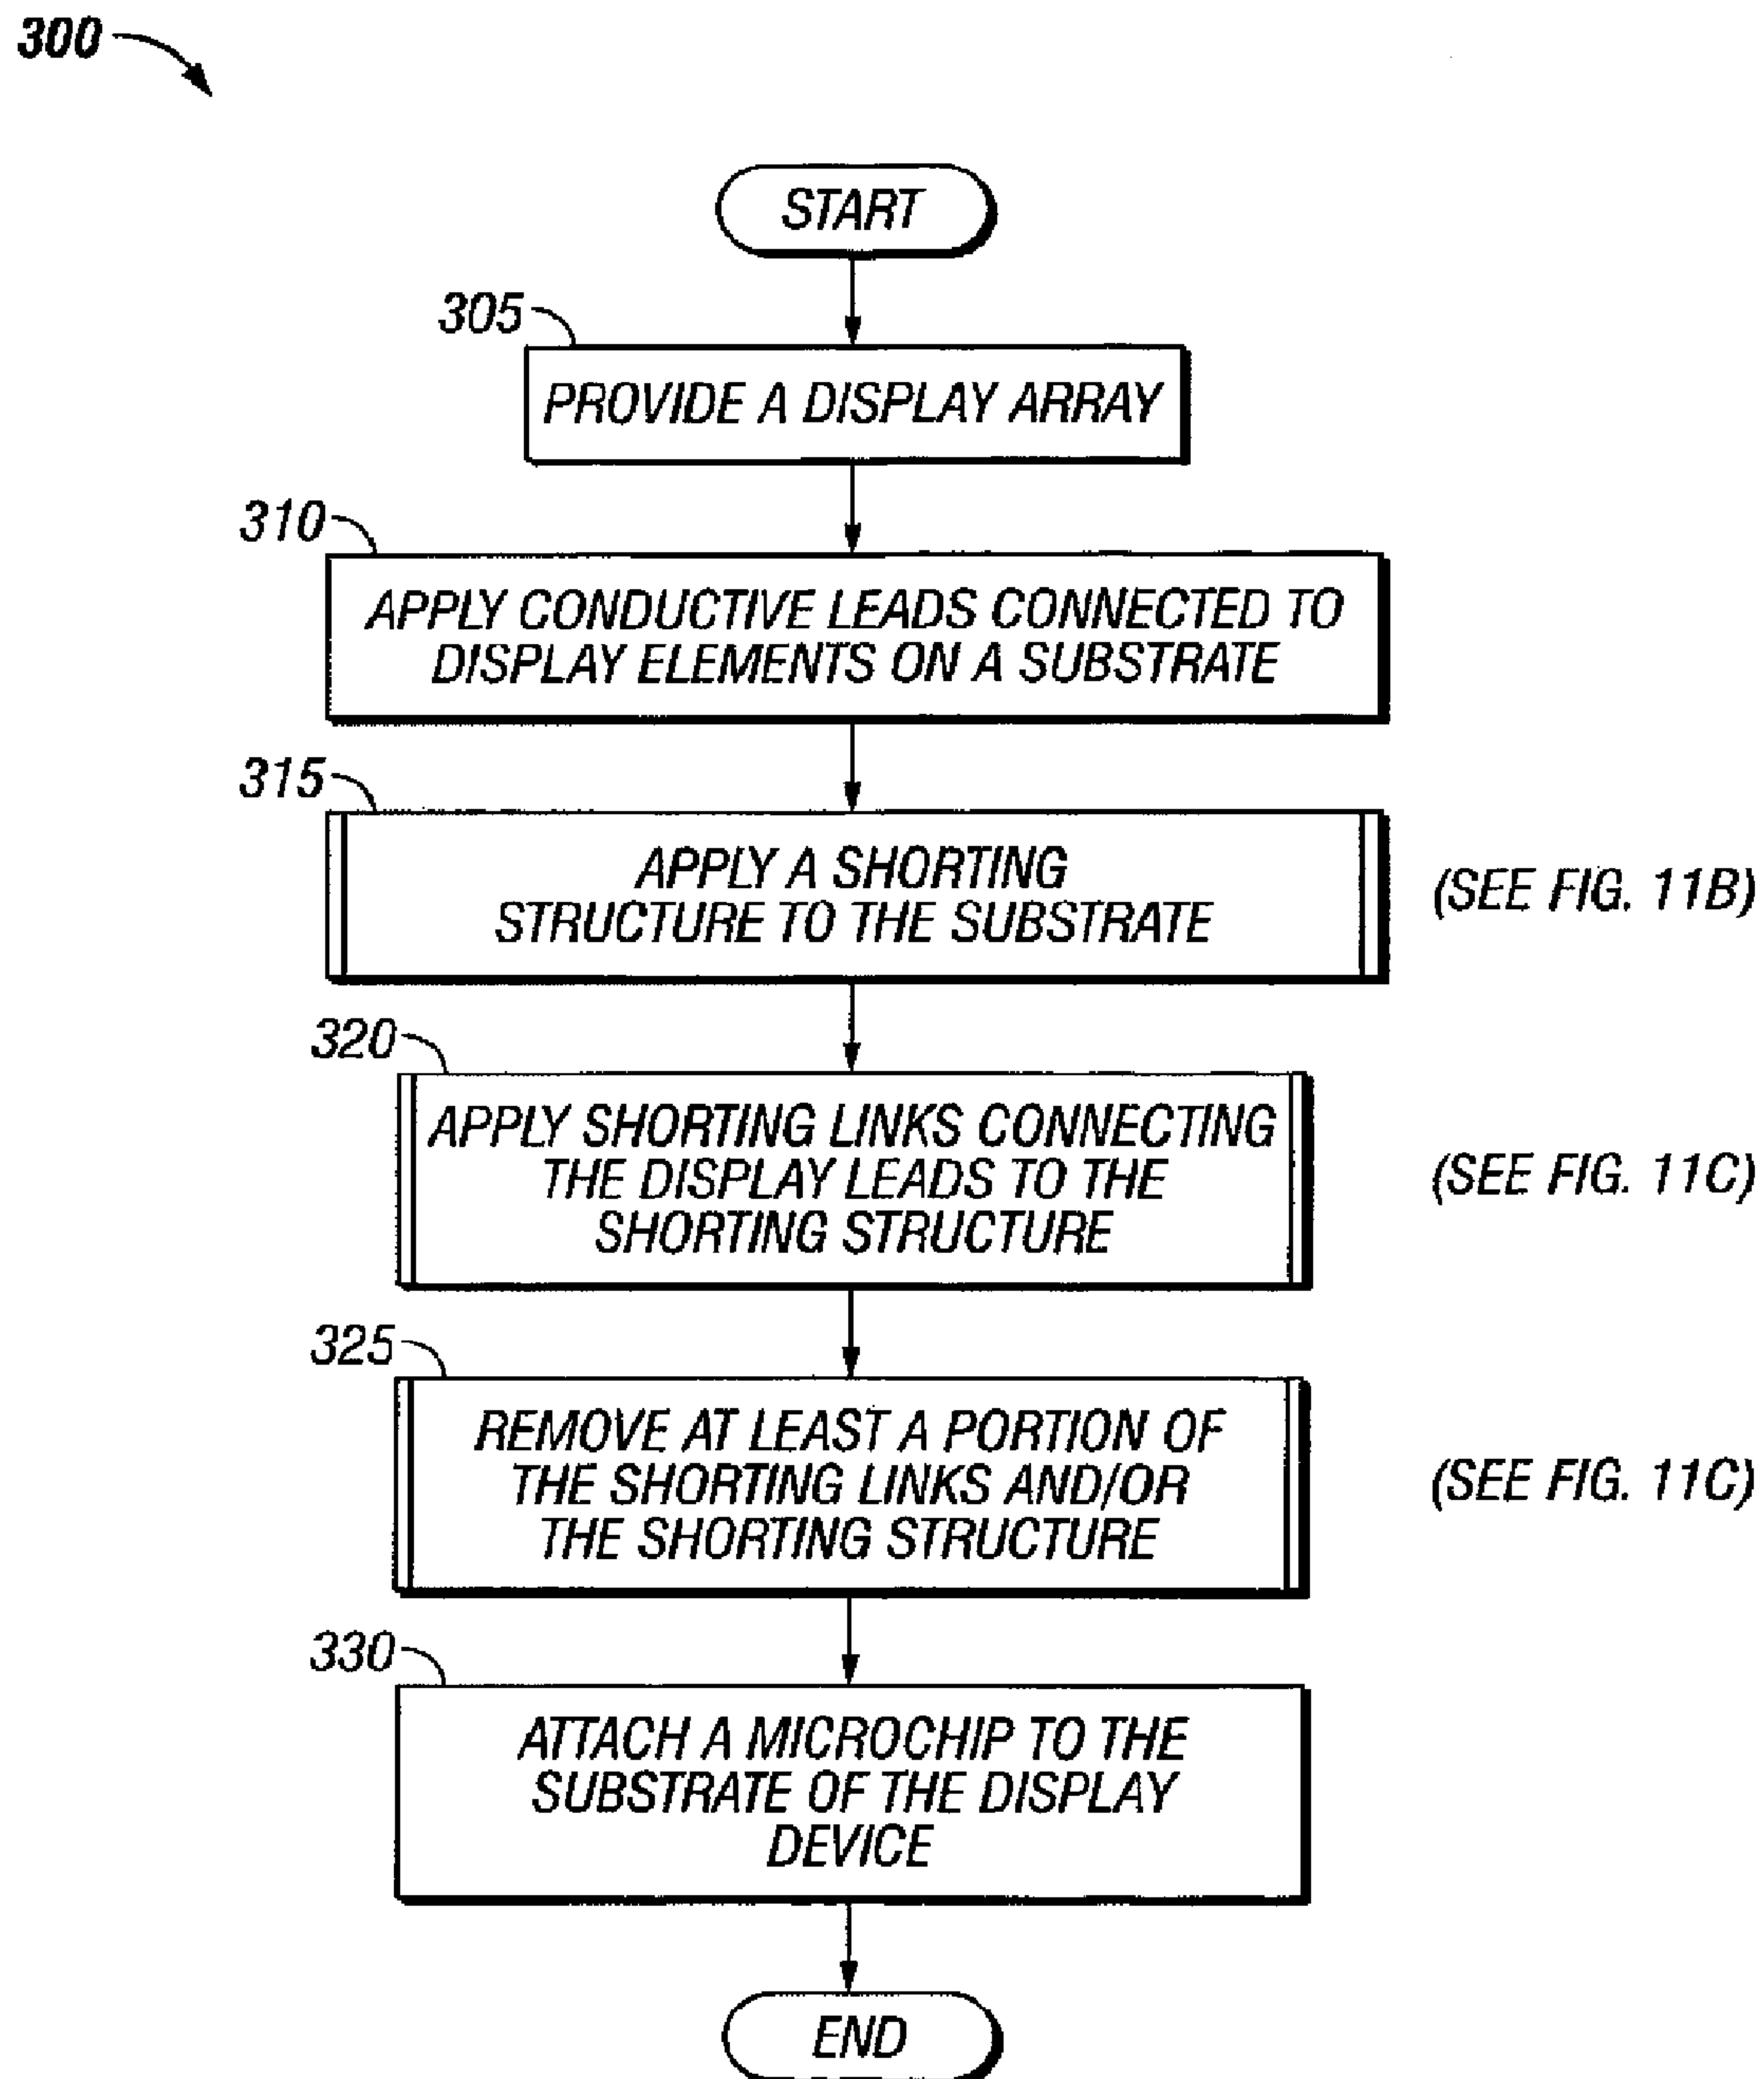 300
START
305
PROVIDE A DISPLAY ARRAY
310
APPLY CONDUCTIVE LEADS CONNECTED TO
DISPLAY ELEMENTS ON A SUBSTRATE
315
APPLY A SHORTING
STRUCTURE TO THE SUBSTRATE
(SEE FIG. 11B)
320
APPLY SHORTING LINKS CONNECTING
THE DISPLAY LEADS TO THE
SHORTING STRUCTURE
(SEE FIG. 11C)
325
REMOVE AT LEAST A PORTION OF
THE SHORTING LINKS AND/OR
THE SHORTING STRUCTURE
(SEE FIG. 11C)
330
ATTACH A MICROCHIP TO THE
SUBSTRATE OF THE DISPLAY
DEVICE
END